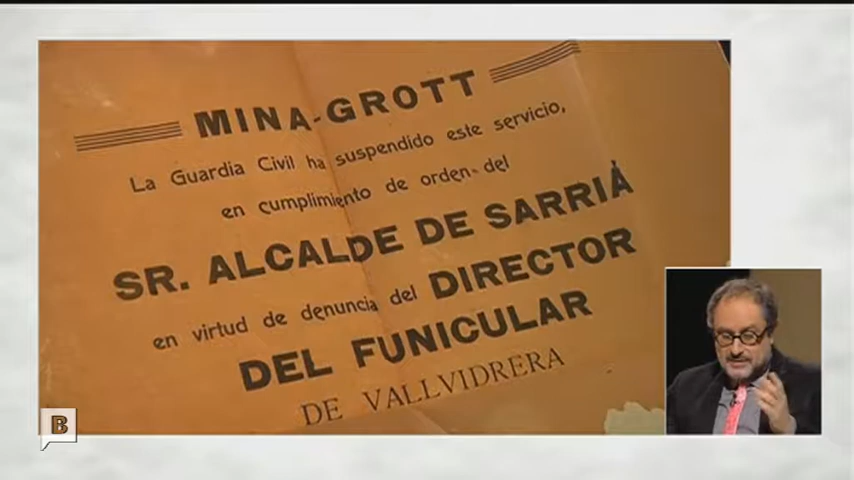 MINA-GROTT
La Guardia Civil ha suspendido este servicio,
en cumplimiento de orden del
SR. ALCALDE DE SARRIÀ
en virtud de denuncia del DIRECTOR
DEL FUNICULAR
DE VALLVIDRERA
B